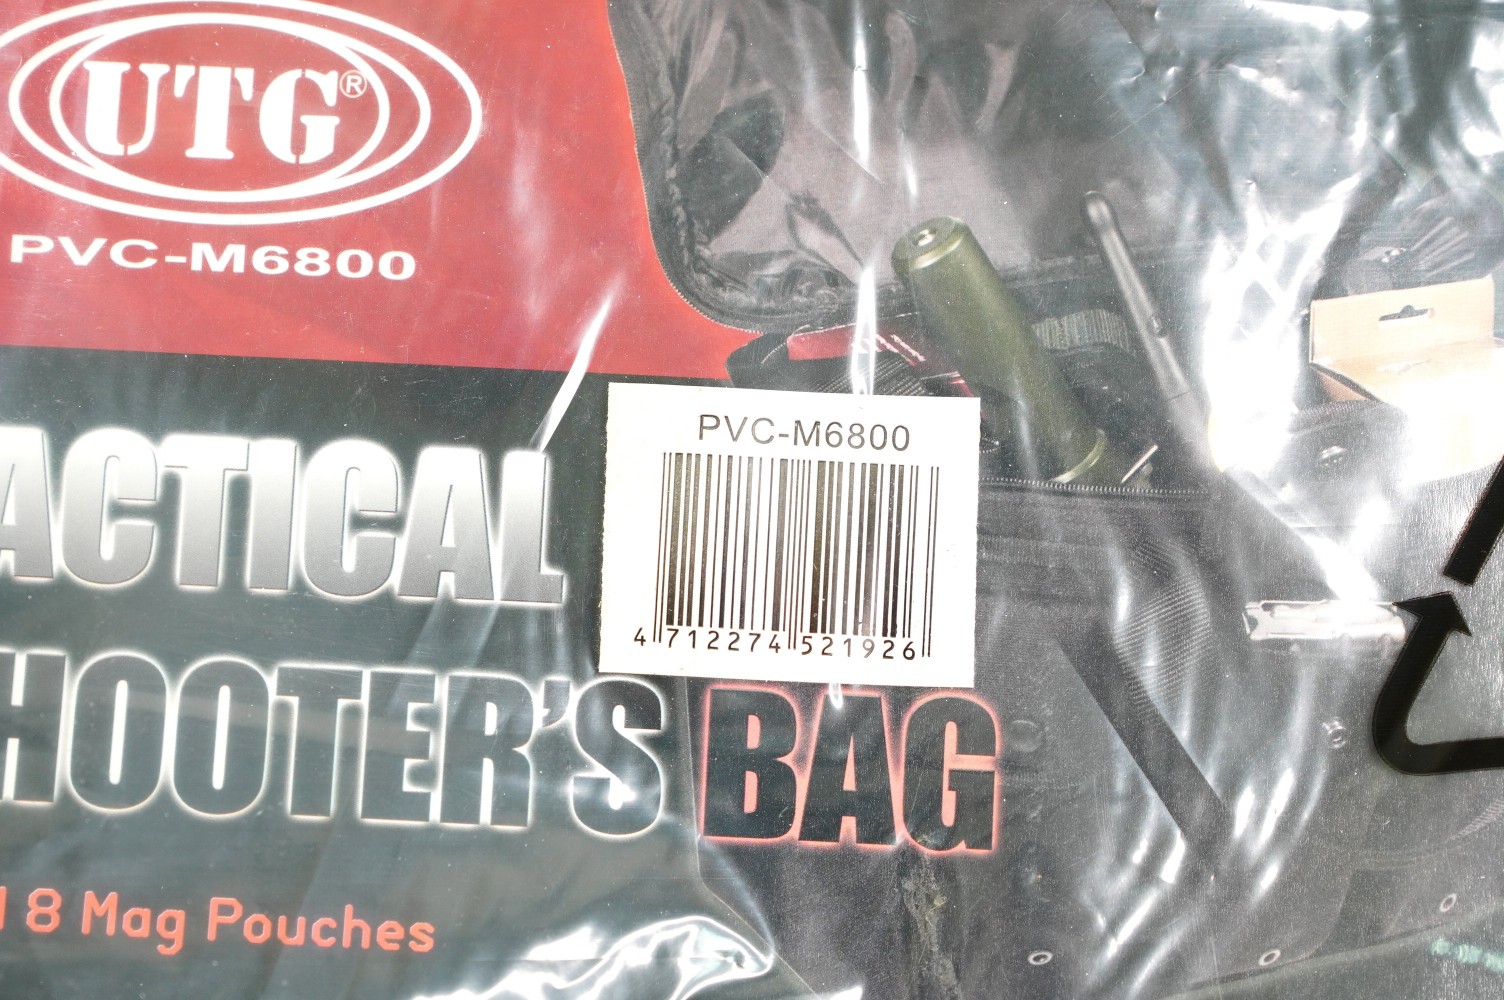 UTG®
PVC-M6800
ACTICAL
HOOTER'S BAG
8 Mag Pouches
PVC-M6800
4 712274 521926